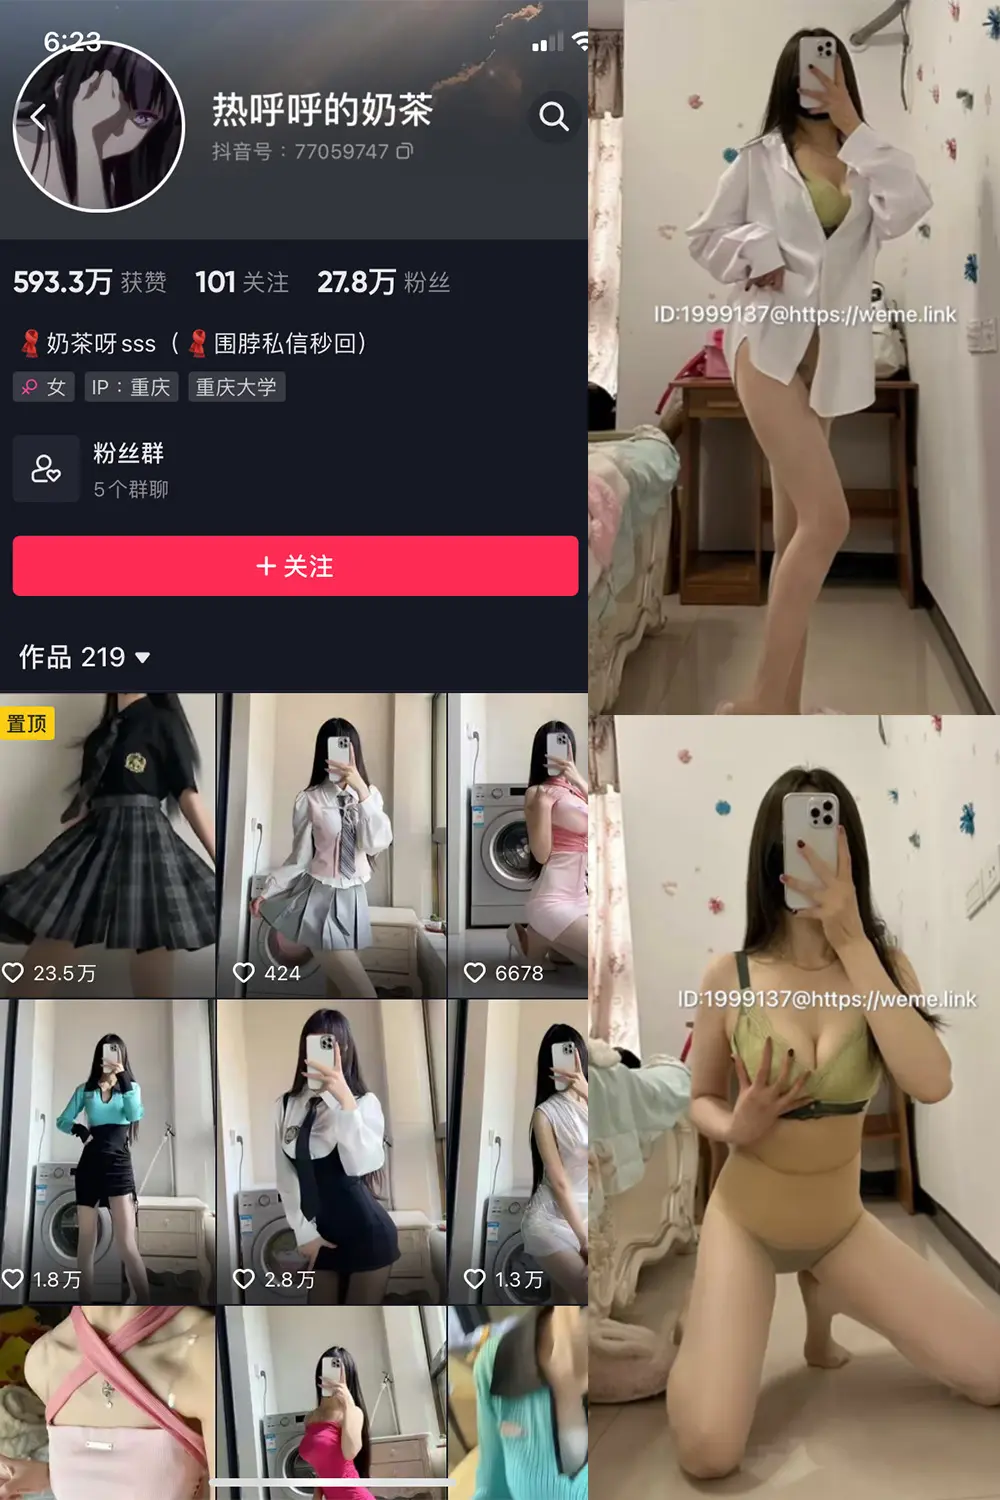 6:23
热呼呼的奶茶
抖音号：77059747
593.3万 获赞 101 关注 27.8万 粉丝
奶茶呀sss（围脖私信秒回）
女 IP：重庆 重庆大学
粉丝群
5个群聊
+ 关注
作品 219
置顶
23.5万
424
6678
1.8万
2.8万
1.3万
ID:1999137@https://weme.link
ID:1999137@https://weme.link